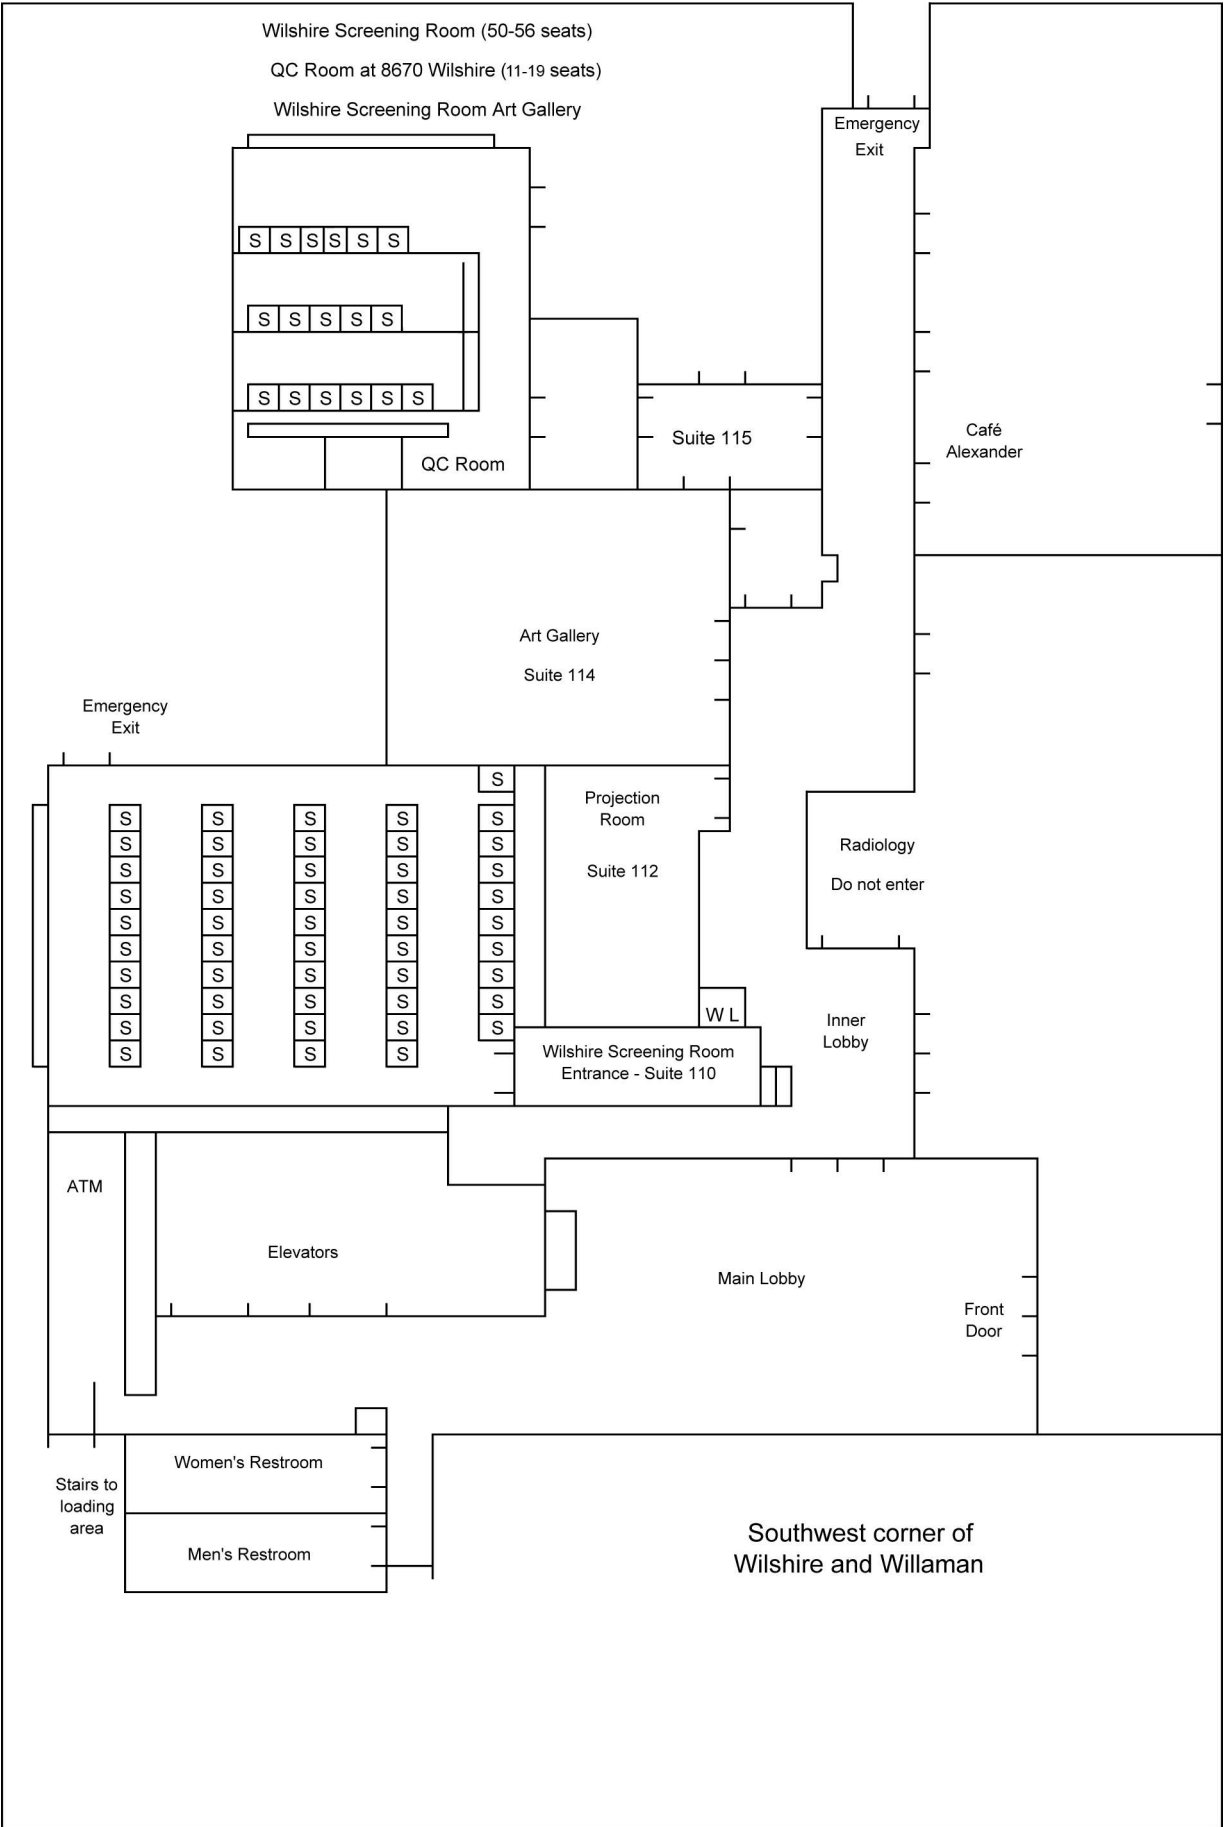 Wilshire Screening Room (50-56 seats)
QC Room at 8670 Wilshire (11-19 seats)
Wilshire Screening Room Art Gallery
Emergency
Exit
S S S S S S
S S S S S
S S S S S S
QC Room
Suite 115
Café
Alexander
Art Gallery
Suite 114
Emergency
Exit
S
Projection
Room
Suite 112
S S S S S
S S S S S
S S S S S
S S S S S
S S S S S
S S S S S
S S S S S
S S S S S
S S S S S
S S S S
Radiology
Do not enter
W L
Inner
Lobby
Wilshire Screening Room
Entrance - Suite 110
ATM
Elevators
Main Lobby
Front
Door
Women's Restroom
Stairs to
loading
area
Men's Restroom
Southwest corner of
Wilshire and Willaman